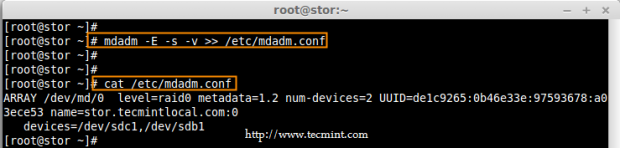 root@stor:~
[root@stor ~]#
[root@stor ~]# mdadm -E -s -v >> /etc/mdadm.conf
[root@stor ~]#
[root@stor ~]#
[root@stor ~]# cat /etc/mdadm.conf
ARRAY /dev/md/0  level=raid0 metadata=1.2 num-devices=2 UUID=de1c9265:0b46e33e:97593678:a0
3ece53 name=stor.tecmintlocal.com:0
   devices=/dev/sdc1,/dev/sdb1
[root@stor ~]#
http://www.tecmint.com